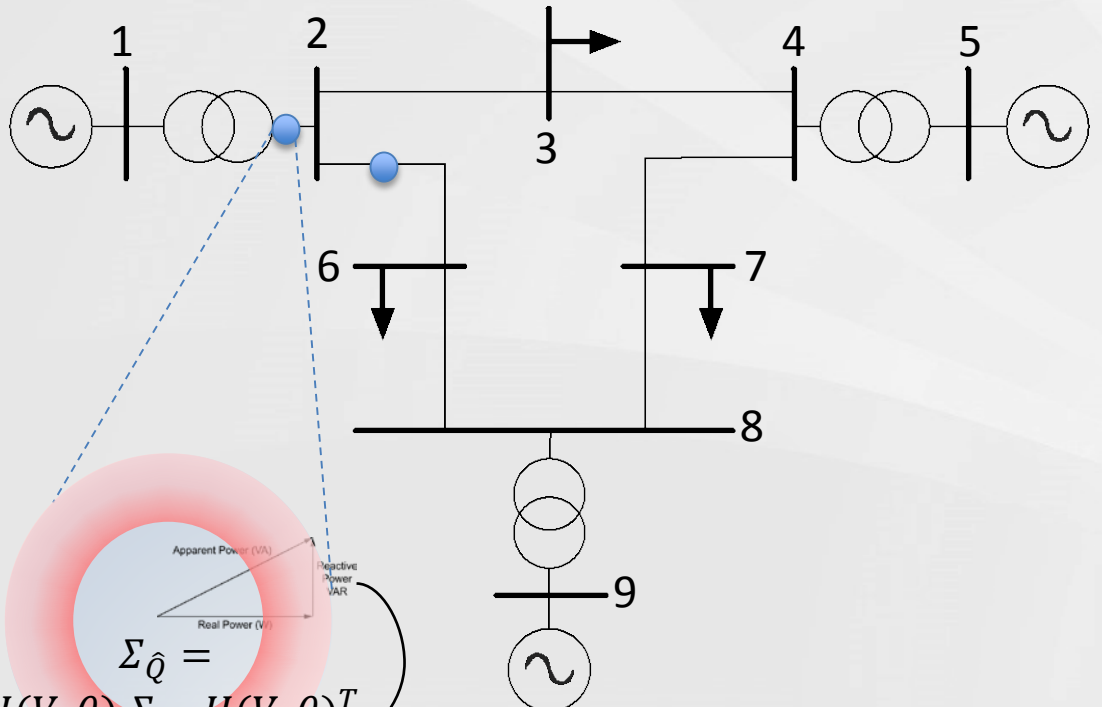 1
2
3
4
5
6
7
8
9
Apparent Power (VA)
Reactive
Power
VAR
Real Power (W)
Σ_Q̂ =